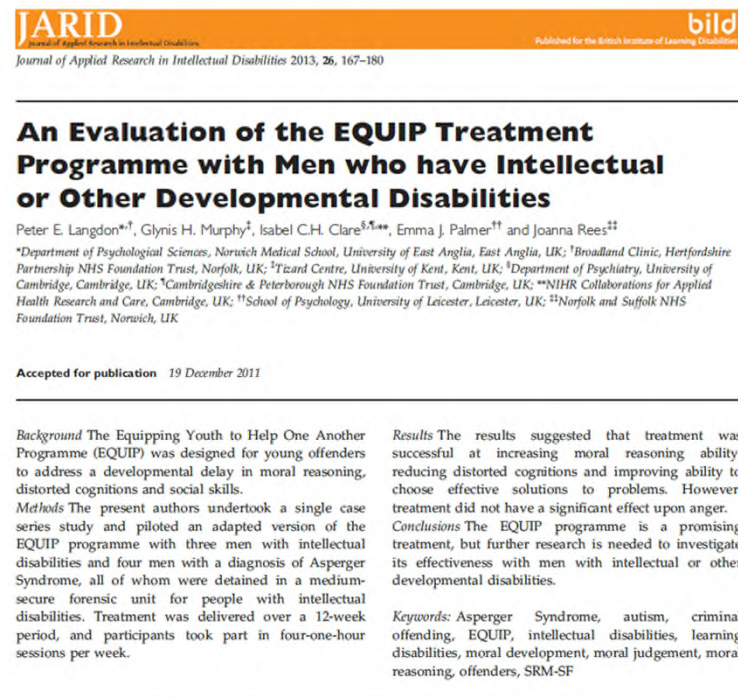 JARID
Journal of Applied Research in Intellectual Disabilities
bild
Published for the British Institute of Learning Disabilities
Journal of Applied Research in Intellectual Disabilities 2013, 26, 167–180
An Evaluation of the EQUIP Treatment
Programme with Men who have Intellectual
or Other Developmental Disabilities
Peter E. Langdon*,†, Glynis H. Murphy‡, Isabel C.H. Clare§,¶,**, Emma J. Palmer†† and Joanna Rees‡‡
*Department of Psychological Sciences, Norwich Medical School, University of East Anglia, East Anglia, UK; †Broadland Clinic, Hertfordshire
Partnership NHS Foundation Trust, Norfolk, UK; ‡Tizard Centre, University of Kent, Kent, UK; §Department of Psychiatry, University of
Cambridge, Cambridge, UK; ¶Cambridgeshire & Peterborough NHS Foundation Trust, Cambridge, UK; **NIHR Collaborations for Applied
Health Research and Care, Cambridge, UK; ††School of Psychology, University of Leicester, Leicester, UK; ‡‡Norfolk and Suffolk NHS
Foundation Trust, Norwich, UK
Accepted for publication 19 December 2011
Background The Equipping Youth to Help One Another
Programme (EQUIP) was designed for young offenders
to address a developmental delay in moral reasoning,
distorted cognitions and social skills.
Methods The present authors undertook a single case
series study and piloted an adapted version of the
EQUIP programme with three men with intellectual
disabilities and four men with a diagnosis of Asperger
Syndrome, all of whom were detained in a medium-
secure forensic unit for people with intellectual
disabilities. Treatment was delivered over a 12-week
period, and participants took part in four-one-hour
sessions per week.
Results The results suggested that treatment was
successful at increasing moral reasoning ability
reducing distorted cognitions and improving ability to
choose effective solutions to problems. However
treatment did not have a significant effect upon anger.
Conclusions The EQUIP programme is a promising
treatment, but further research is needed to investigate
its effectiveness with men with intellectual or other
developmental disabilities.
Keywords: Asperger Syndrome, autism, criminal
offending, EQUIP, intellectual disabilities, learning
disabilities, moral development, moral judgement, moral
reasoning, offenders, SRM-SF